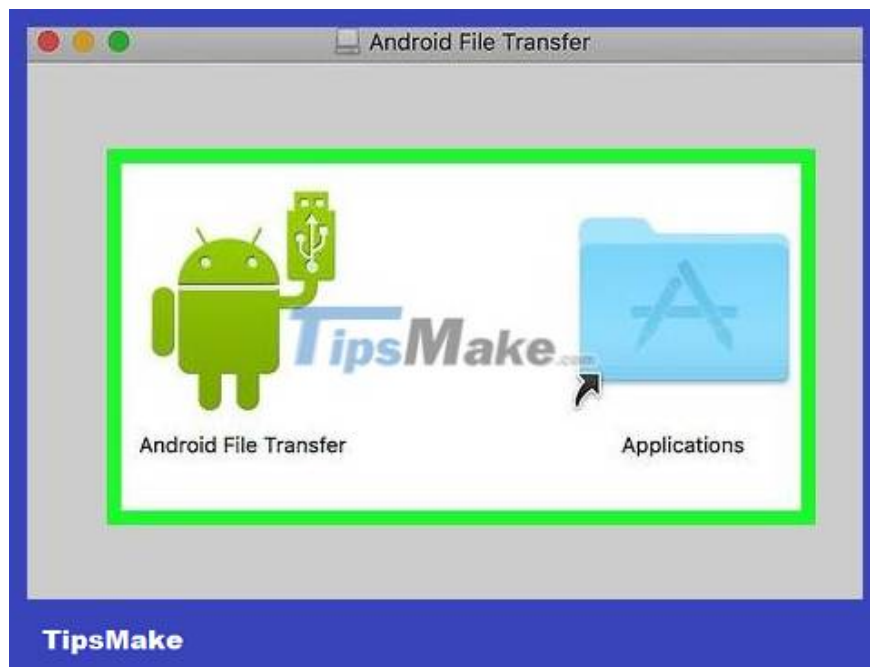 Android File Transfer
TipsMake.com
Android File Transfer
Applications
TipsMake